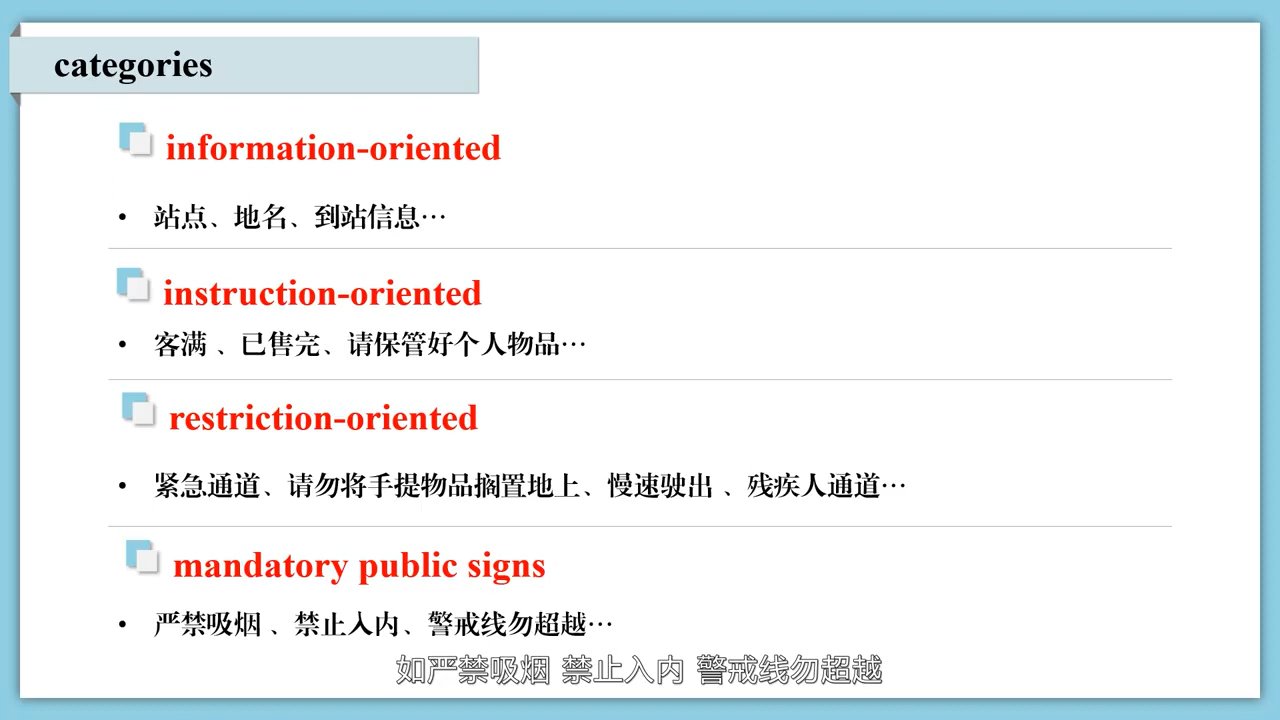 categories
information-oriented
• 站点、地名、到站信息…
instruction-oriented
• 客满 、已售完、请保管好个人物品…
restriction-oriented
• 紧急通道、请勿将手提物品搁置地上、慢速驶出 、残疾人通道…
mandatory public signs
• 严禁吸烟 、禁止入内、警戒线勿超越…
如严禁吸烟 禁止入内 警戒线勿超越